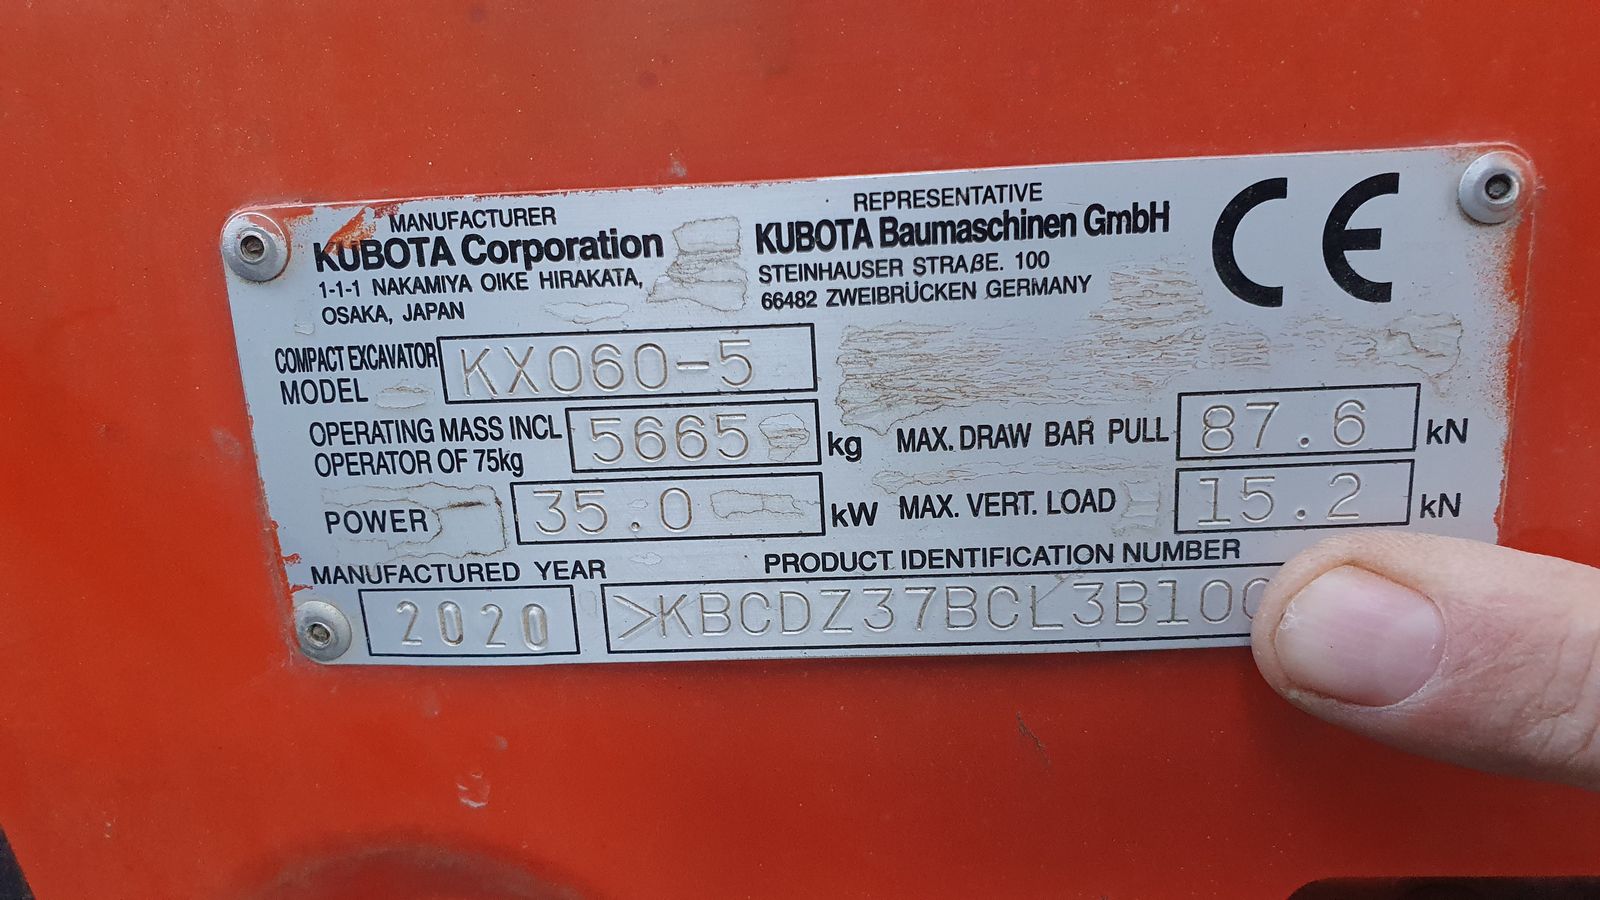 MANUFACTURER
KUBOTA Corporation
1-1-1 NAKAMIYA OIKE HIRAKATA,
OSAKA, JAPAN
REPRESENTATIVE
KUBOTA Baumaschinen GmbH
STEINHAUSER STRAßE. 100
66482 ZWEIBRÜCKEN GERMANY
CE
COMPACT EXCAVATOR
MODEL
KX060-5
OPERATING MASS INCL
OPERATOR OF 75kg
5665 kg
MAX. DRAW BAR PULL 87.6 kN
POWER 35.0 kW
MAX. VERT. LOAD 15.2 kN
MANUFACTURED YEAR
2020
PRODUCT IDENTIFICATION NUMBER